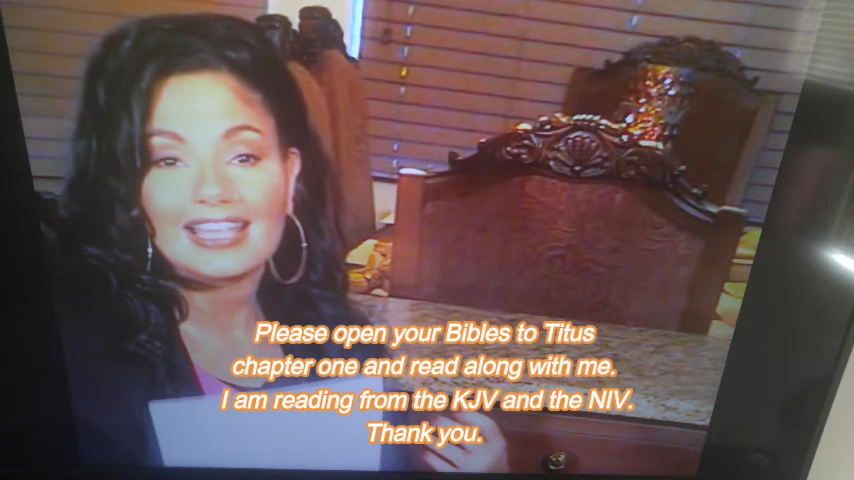 Please open your Bibles to Titus
chapter one and read along with me.
I am reading from the KJV and the NIV.
Thank you.